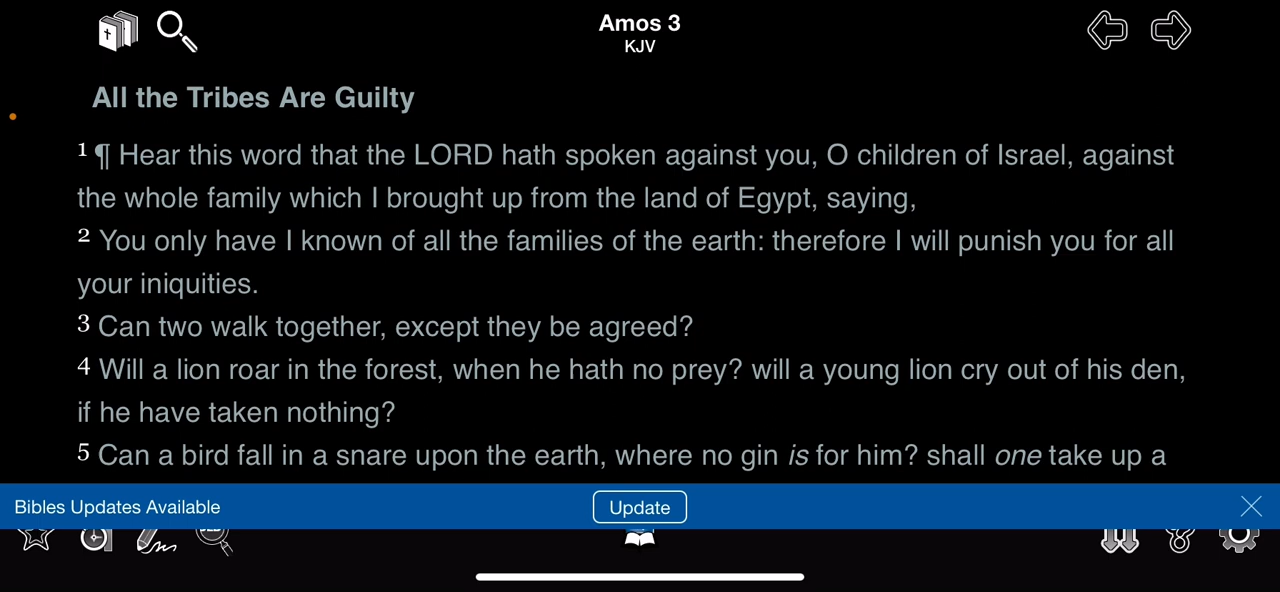 Amos 3
KJV
All the Tribes Are Guilty
1 ¶ Hear this word that the LORD hath spoken against you, O children of Israel, against
the whole family which I brought up from the land of Egypt, saying,
2 You only have I known of all the families of the earth: therefore I will punish you for all
your iniquities.
3 Can two walk together, except they be agreed?
4 Will a lion roar in the forest, when he hath no prey? will a young lion cry out of his den,
if he have taken nothing?
5 Can a bird fall in a snare upon the earth, where no gin is for him? shall one take up a
Bibles Updates Available
Update